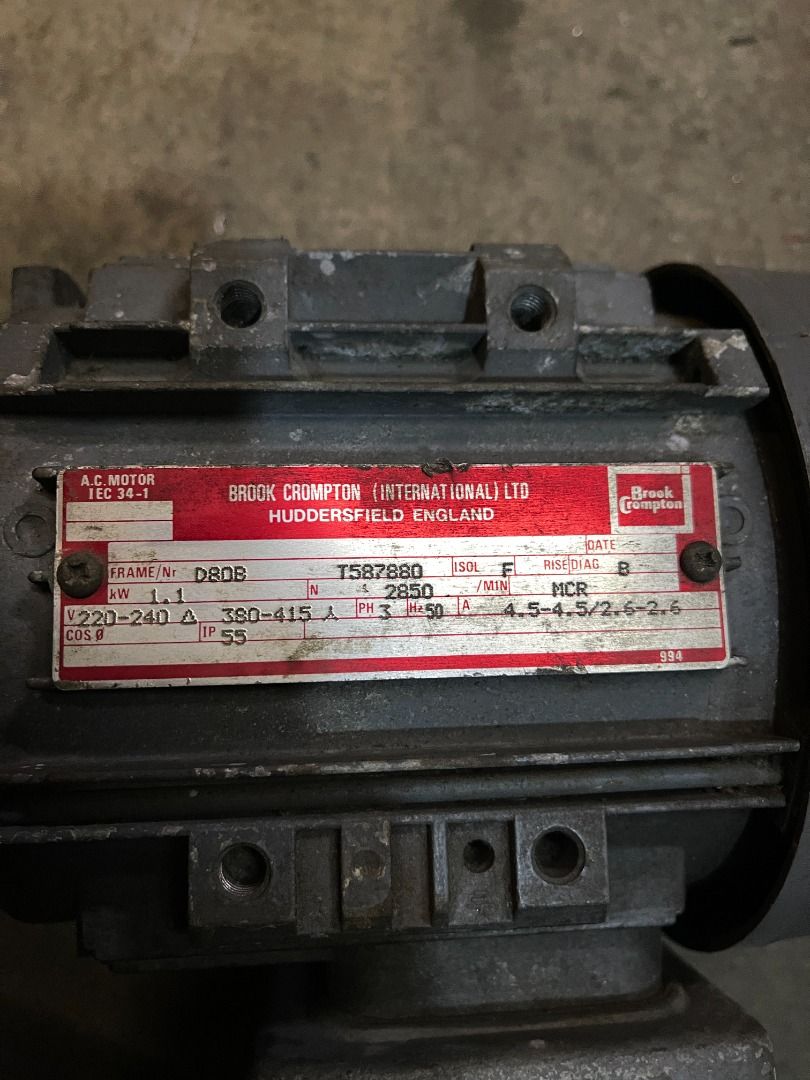 A.C. MOTOR
IEC 34-1
BROOK CROMPTON (INTERNATIONAL) LTD
HUDDERSFIELD ENGLAND
Brook
Crompton
DATE
FRAME/Nr D80B T587880 ISOL F RISE DIAG B
kW 1.1 N 2850 /MIN MCR
V 220-240 Δ 380-415 人 PH 3 Hz 50 A 4.5-4.5/2.6-2.6
COS Ø IP 55
994